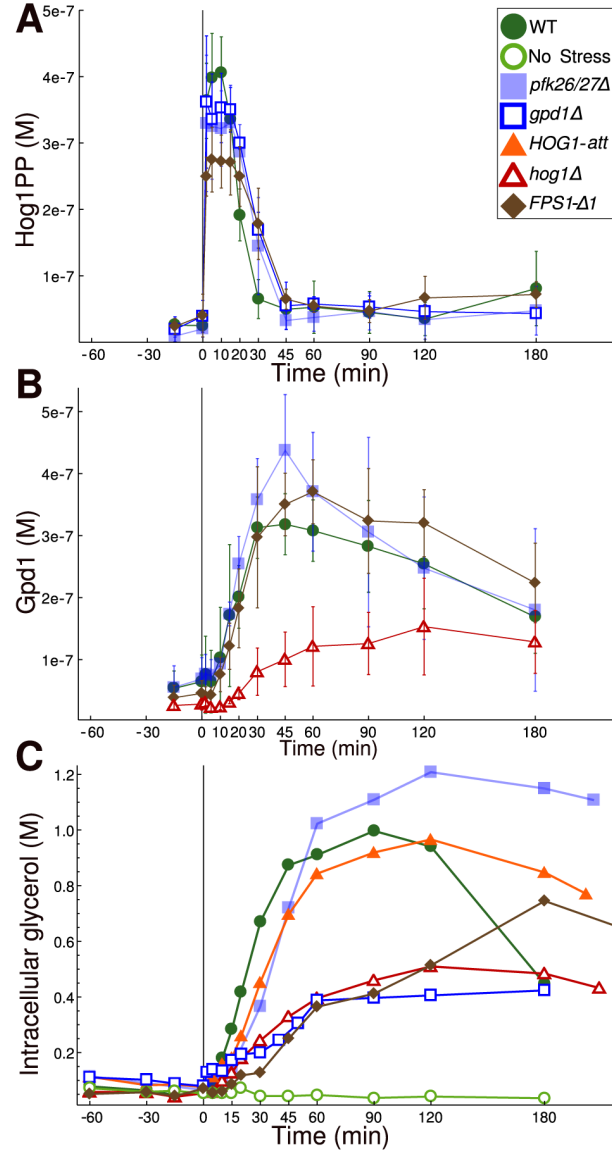 A
5e-7
4e-7
3e-7
2e-7
1e-7
Hog1PP (M)
-60 -30 0 10 20 30 45 60 90 120 180
Time (min)
WT
No Stress
pfk26/27Δ
gpd1Δ
HOG1-att
hog1Δ
FPS1-Δ1
B
5e-7
4e-7
3e-7
2e-7
1e-7
Gpd1 (M)
-60 -30 0 10 20 30 45 60 90 120 180
Time (min)
C
1.2
1.0
0.8
0.6
0.4
0.2
Intracellular glycerol (M)
-60 -30 0 15 30 45 60 90 120 180
Time (min)